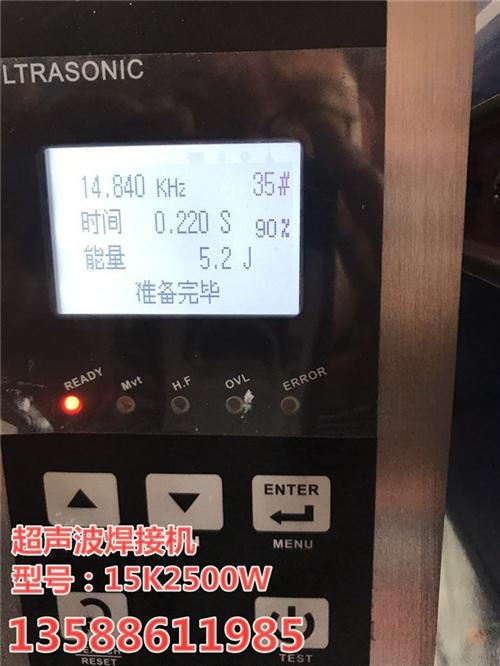 LTRASONIC
14.840 KHz 35#
时间 0.220 S 90%
能量 5.2 J
准备完毕
READY Mvt H.F OVL ERROR
ENTER
MENU
超声波焊接机
型号：15K2500W
13588611985
RESET
TEST